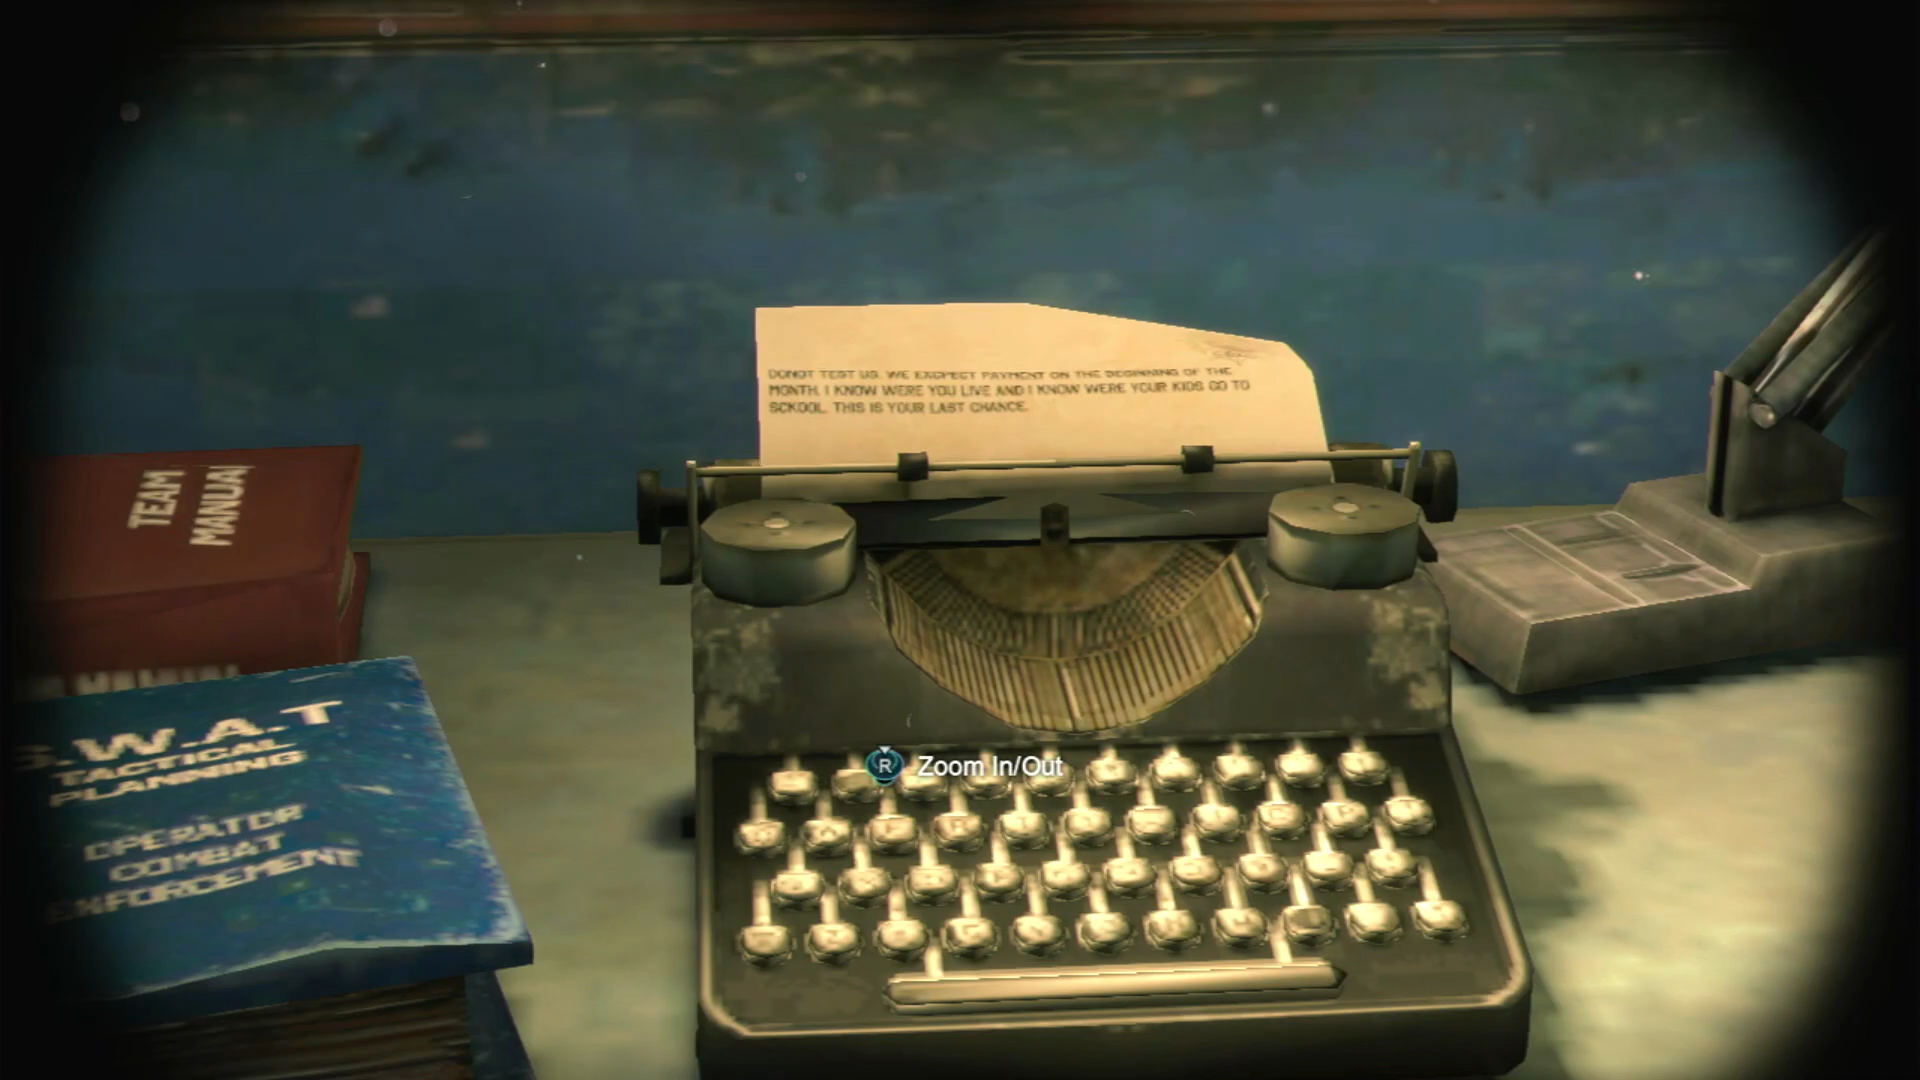 DONOT TEST US. WE EXCPECT PAYMENT ON THE BEGINNING OF THE
MONTH. I KNOW WERE YOU LIVE AND I KNOW WERE YOUR KIDS GO TO
SCKOOL. THIS IS YOUR LAST CHANCE.
TEAM
MANUAL
S.W.A.T
TACTICAL
PLANNING
OPERATOR
COMBAT
ENFORCEMENT
R Zoom In/Out